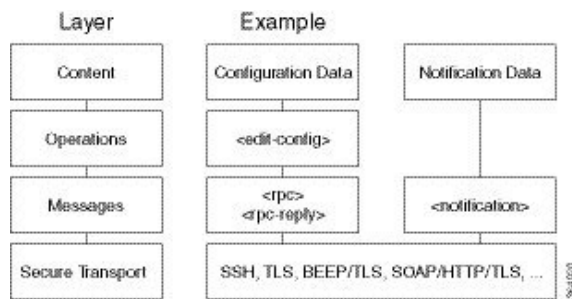 Layer
Example
Content
Configuration Data
Notification Data
Operations
<edit-config>
Messages
<rpc>
<rpc-reply>
<notification>
Secure Transport
SSH, TLS, BEEP/TLS, SOAP/HTTP/TLS, ...